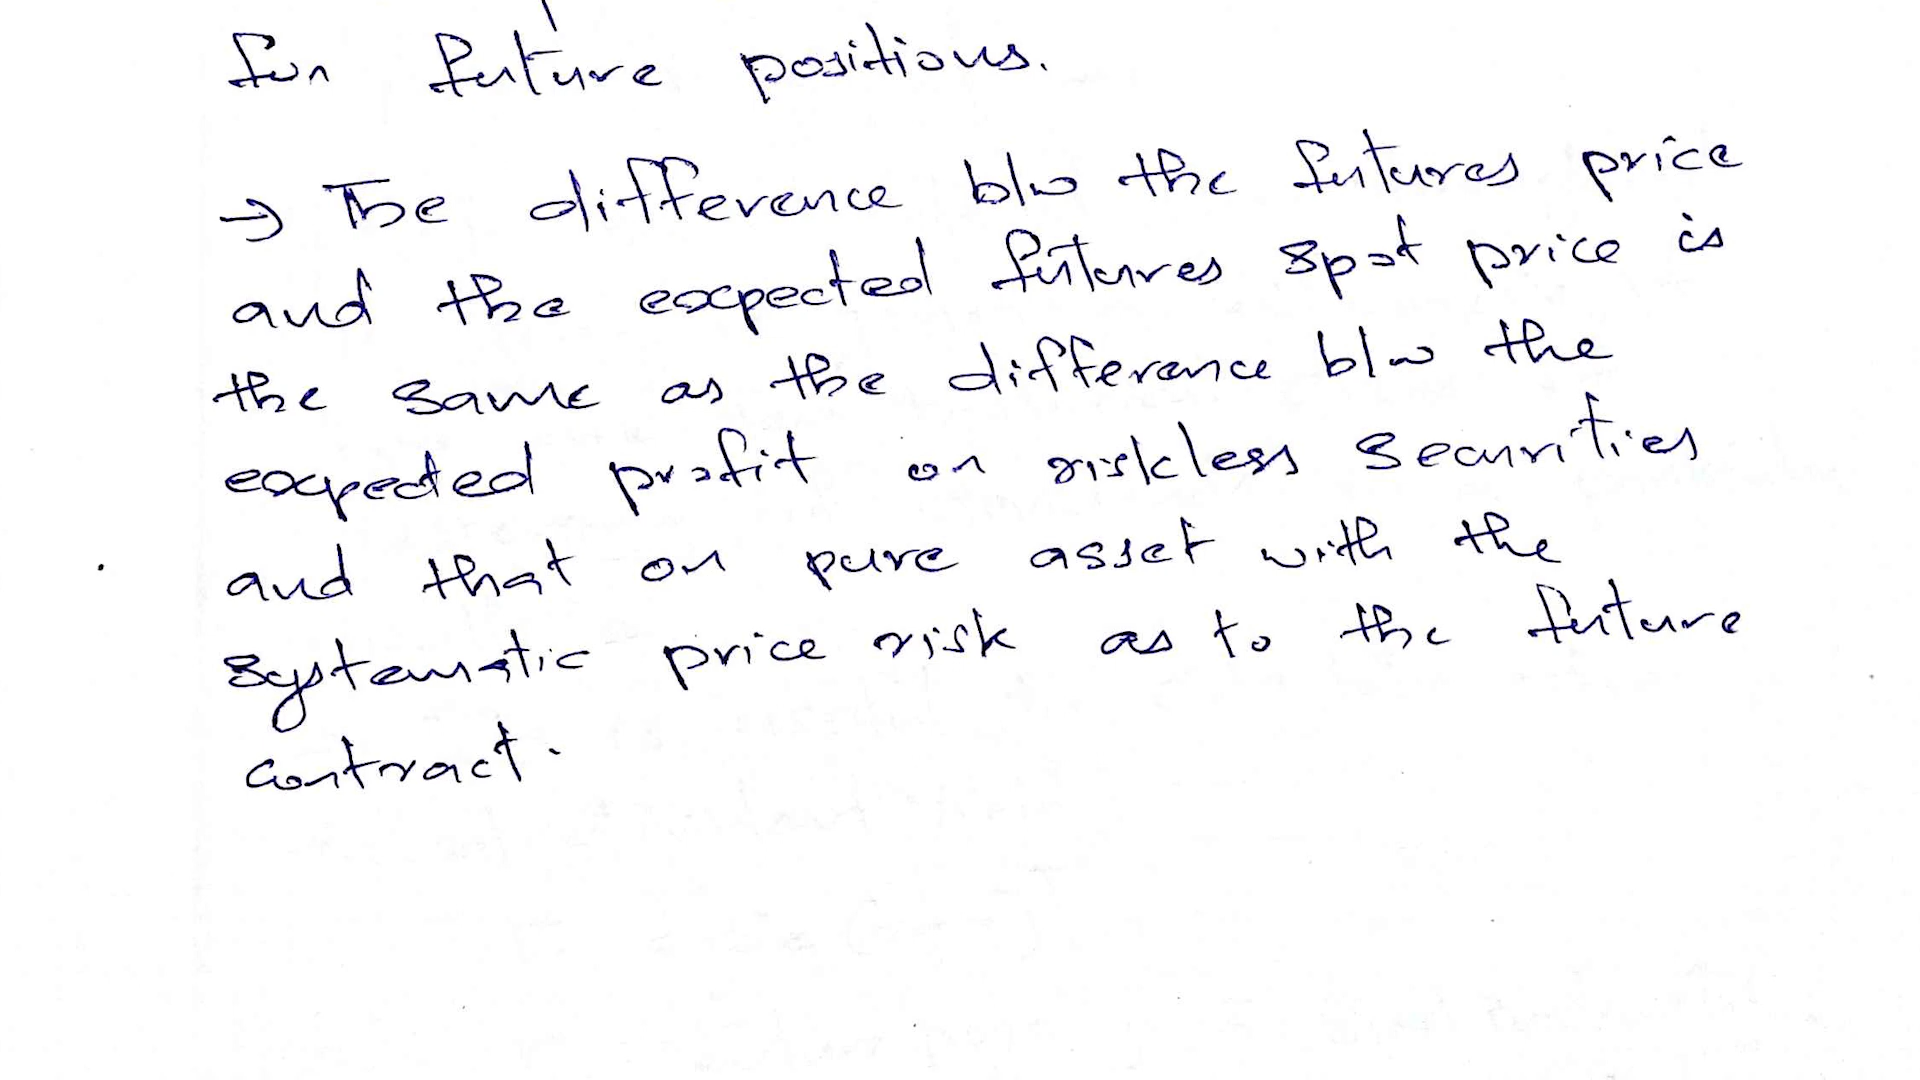 for future positions.
→ The difference b/w the futures price
and the expected futures spot price is
the same as the difference b/w the
expected profit on riskless securities
and that on pure asset with the
systematic price risk as to the future
contract.